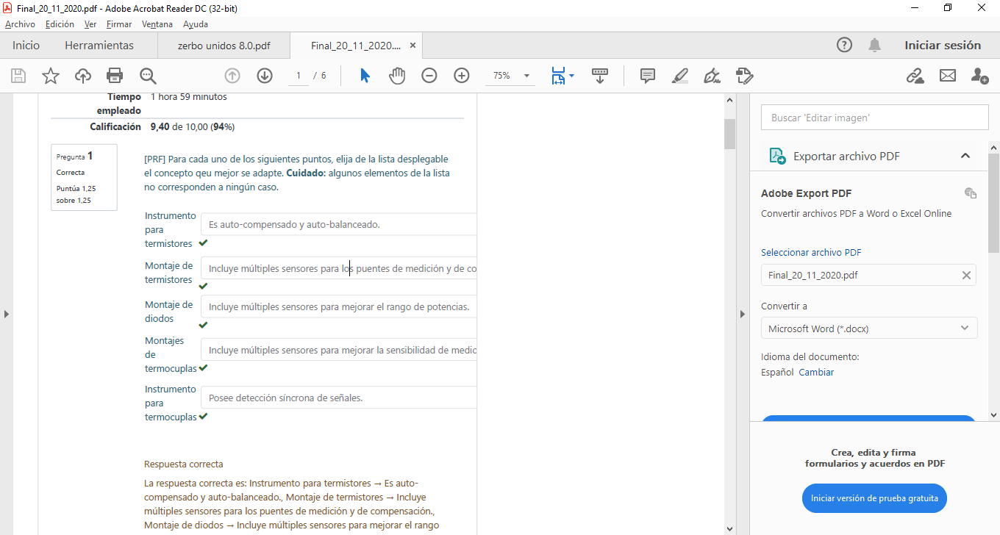 Final_20_11_2020.pdf - Adobe Acrobat Reader DC (32-bit)
Archivo Edición Ver Firmar Ventana Ayuda
Inicio Herramientas zerbo unidos 8.0.pdf Final_20_11_2020.... × Iniciar sesión
1 / 6 75%
Tiempo empleado 1 hora 59 minutos
Calificación 9,40 de 10,00 (94%)
Pregunta 1
Correcta
Puntúa 1,25
sobre 1,25
[PRF] Para cada uno de los siguientes puntos, elija de la lista desplegable
el concepto qeu mejor se adapte. Cuidado: algunos elementos de la lista
no corresponden a ningún caso.
Instrumento
para
termistores
Es auto-compensado y auto-balanceado.
Montaje de
termistores
Incluye múltiples sensores para los puentes de medición y de co
Montaje de
diodos
Incluye múltiples sensores para mejorar el rango de potencias.
Montajes
de
termocuplas
Incluye múltiples sensores para mejorar la sensibilidad de medic
Instrumento
para
termocuplas
Posee detección síncrona de señales.
Respuesta correcta
La respuesta correcta es: Instrumento para termistores → Es auto-
compensado y auto-balanceado., Montaje de termistores → Incluye
múltiples sensores para los puentes de medición y de compensación.,
Montaje de diodos → Incluye múltiples sensores para mejorar el rango
Buscar 'Editar imagen'
Exportar archivo PDF
Adobe Export PDF
Convertir archivos PDF a Word o Excel Online
Seleccionar archivo PDF
Final_20_11_2020.pdf
Convertir a
Microsoft Word (*.docx)
Idioma del documento:
Español Cambiar
Crea, edita y firma
formularios y acuerdos en PDF
Iniciar versión de prueba gratuita